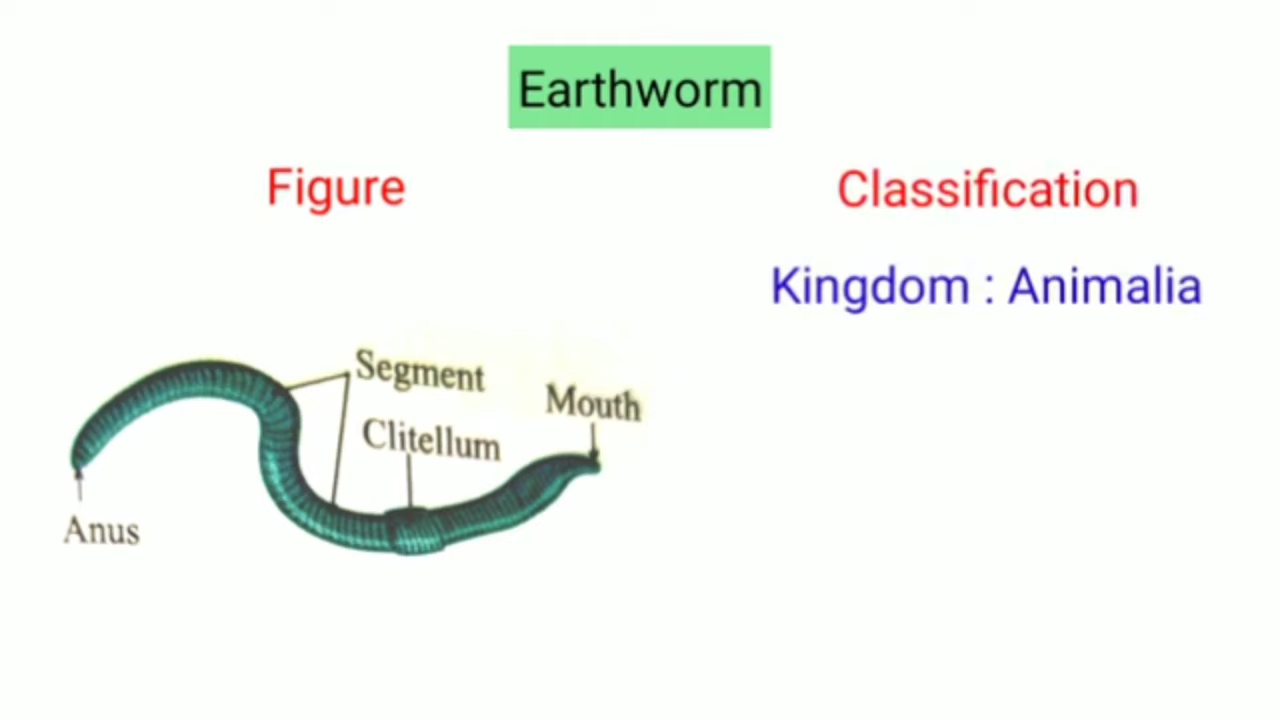 Earthworm
Figure
Classification
Kingdom : Animalia
Segment
Mouth
Clitellum
Anus